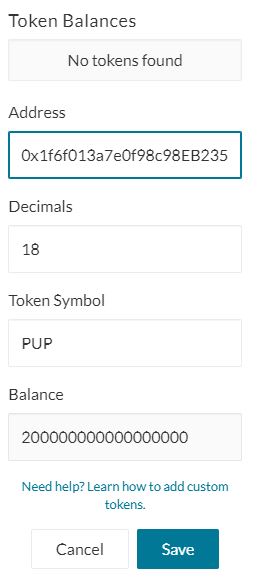 Token Balances
No tokens found
Address
0x1f6f013a7e0f98c98EB235
Decimals
18
Token Symbol
PUP
Balance
200000000000000000
Need help? Learn how to add custom
tokens.
Cancel
Save